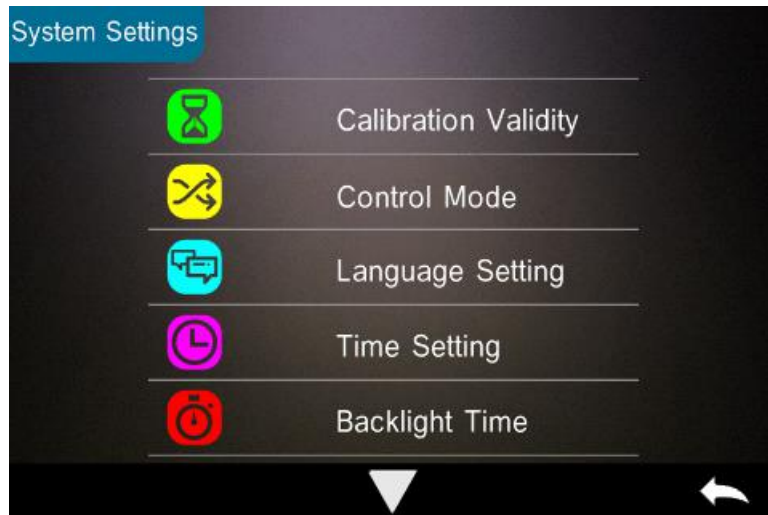 System Settings
Calibration Validity
Control Mode
Language Setting
Time Setting
Backlight Time